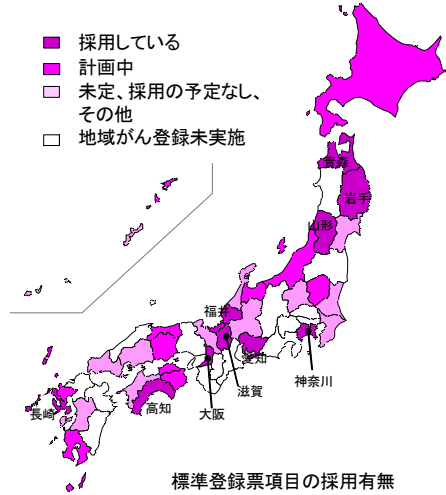 採用している
計画中
未定、採用の予定なし、
その他
地域がん登録未実施
青森
岩手
山形
福井
愛知
滋賀
神奈川
長崎
高知
大阪
標準登録票項目の採用有無